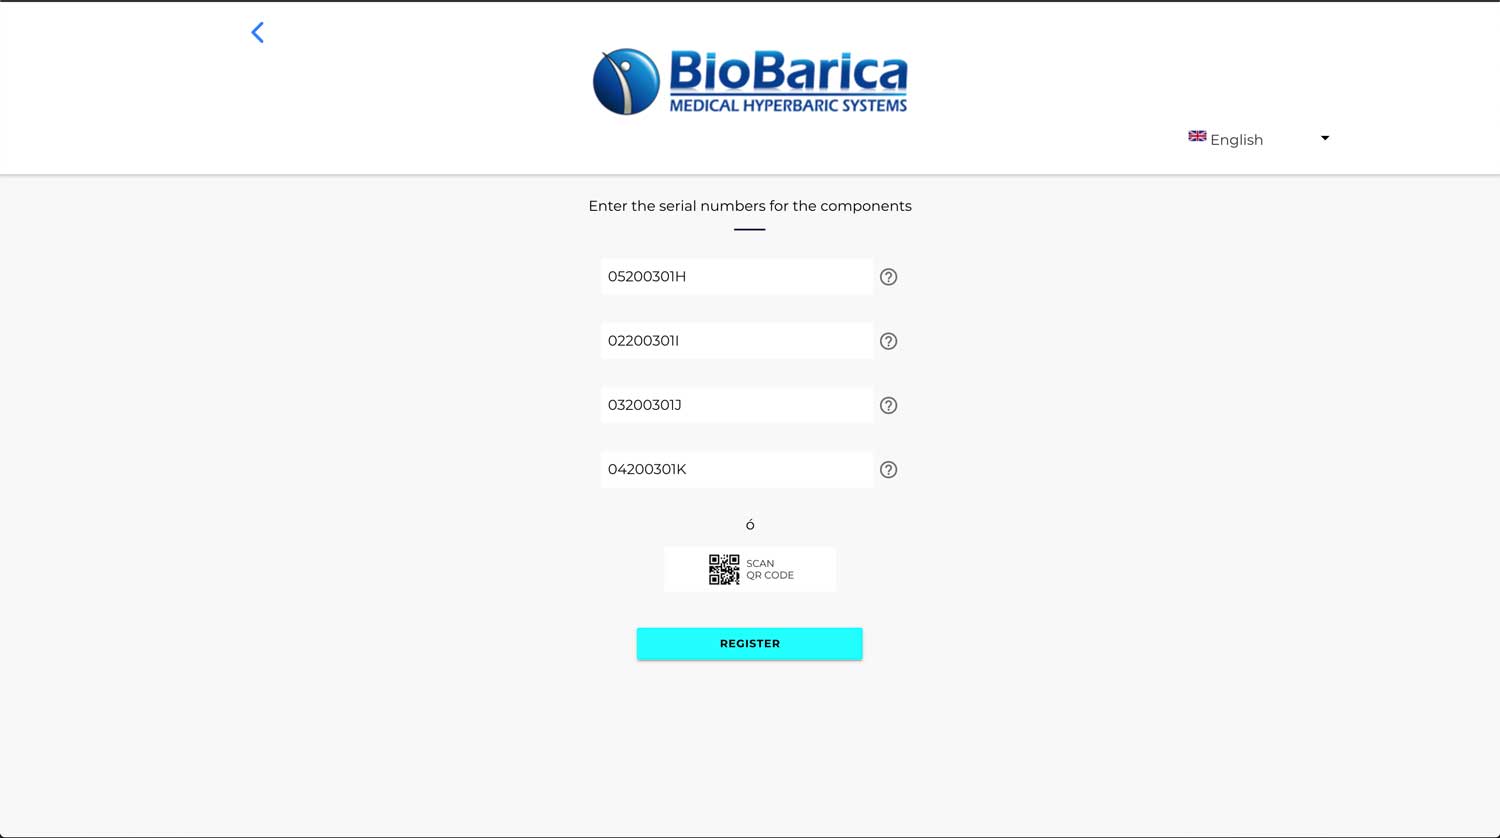 BioBarica
MEDICAL HYPERBARIC SYSTEMS
English
Enter the serial numbers for the components
05200301H
02200301I
03200301J
04200301K
ó
SCAN
QR CODE
REGISTER